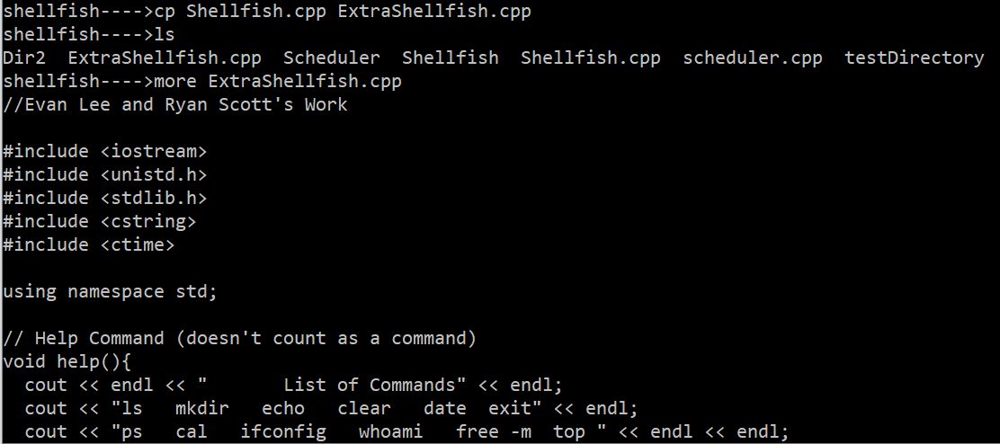 shellfish---->cp Shellfish.cpp ExtraShellfish.cpp
shellfish---->ls
Dir2  ExtraShellfish.cpp  Scheduler  Shellfish  Shellfish.cpp  scheduler.cpp  testDirectory
shellfish---->more ExtraShellfish.cpp
//Evan Lee and Ryan Scott's Work

#include <iostream>
#include <unistd.h>
#include <stdlib.h>
#include <cstring>
#include <ctime>

using namespace std;

// Help Command (doesn't count as a command)
void help(){
  cout << endl << "       List of Commands" << endl;
  cout << "ls   mkdir   echo   clear   date  exit" << endl;
  cout << "ps   cal   ifconfig   whoami   free -m  top " << endl << endl;